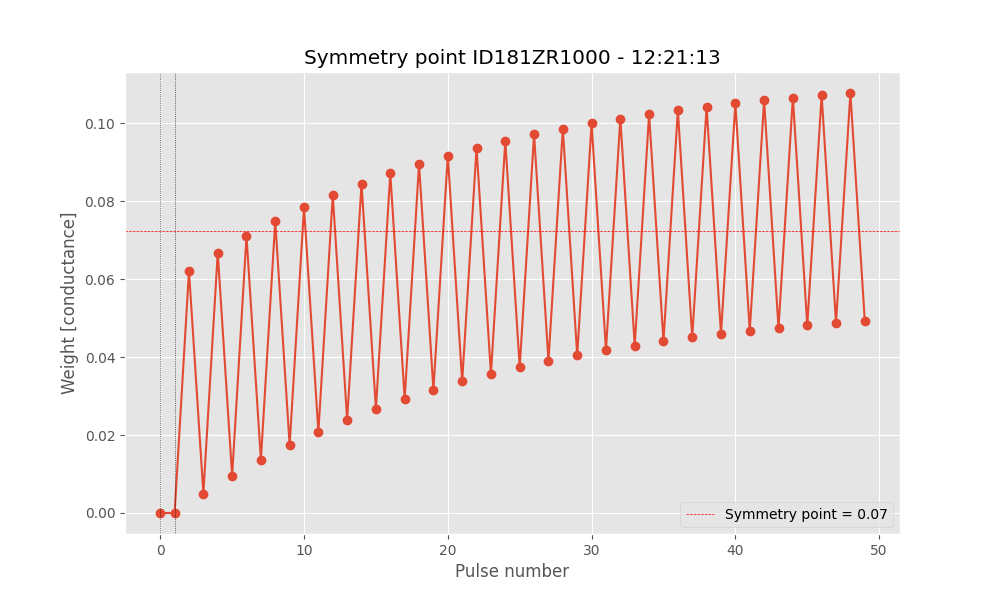 Symmetry point ID181ZR1000 - 12:21:13
Weight [conductance]
0.10
0.08
0.06
0.04
0.02
0.00
Symmetry point = 0.07
0 10 20 30 40 50
Pulse number